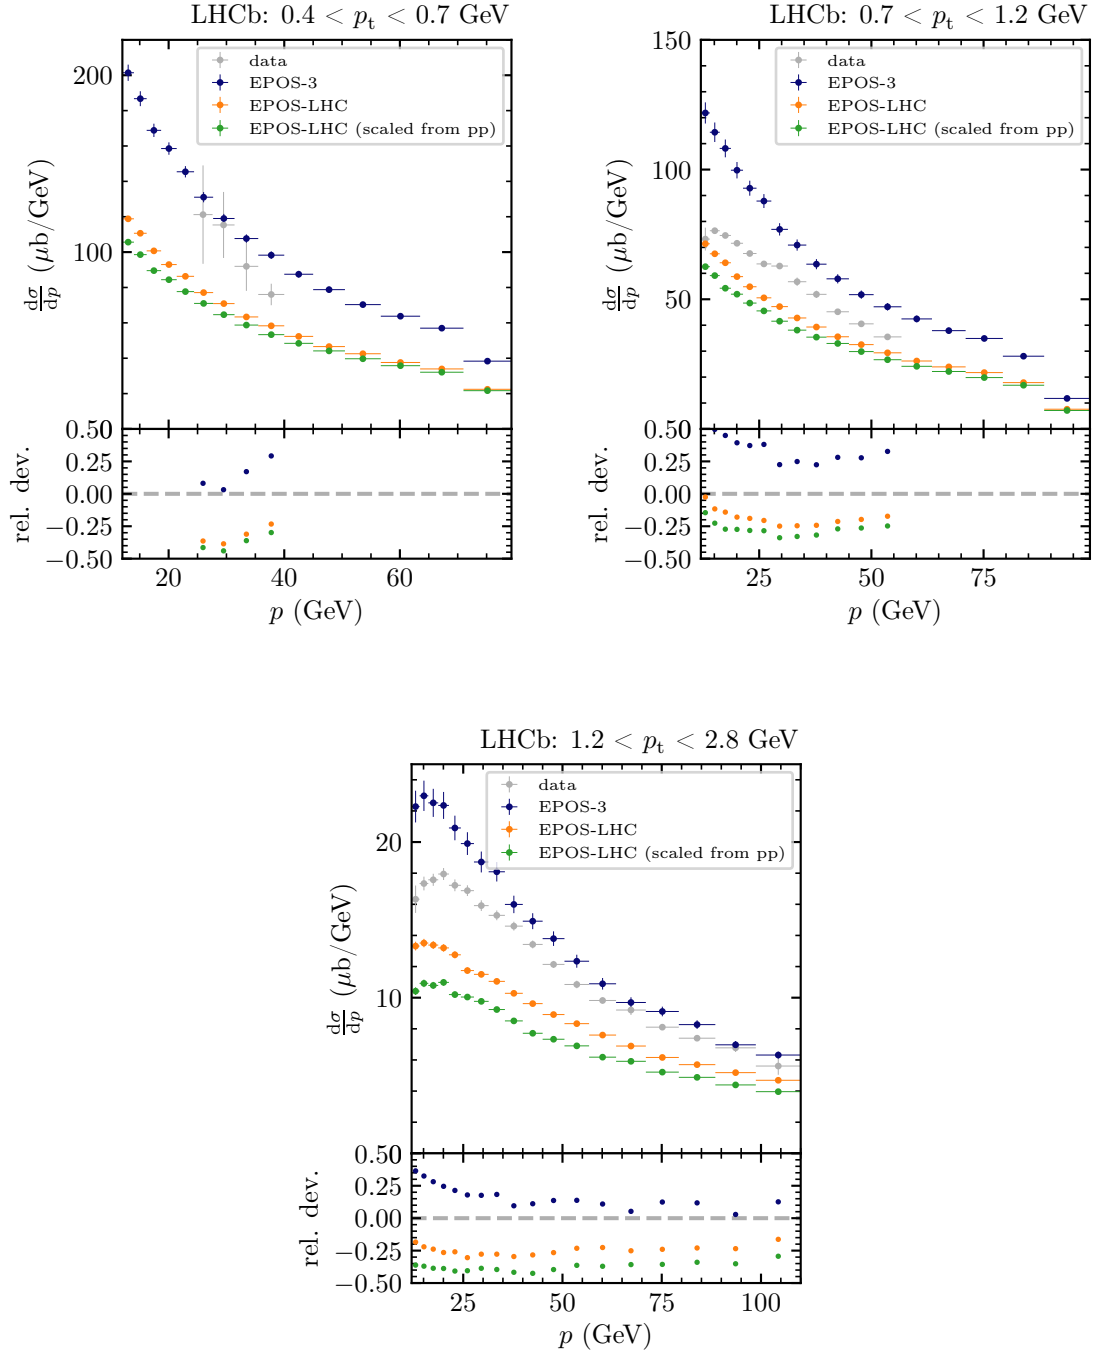 LHCb: 0.4 < pt < 0.7 GeV
200
100
dσ/dp (μb/GeV)
data
EPOS-3
EPOS-LHC
EPOS-LHC (scaled from pp)
0.50
0.25
0.00
−0.25
−0.50
rel. dev.
20 40 60
p (GeV)
LHCb: 0.7 < pt < 1.2 GeV
150
100
50
0
dσ/dp (μb/GeV)
data
EPOS-3
EPOS-LHC
EPOS-LHC (scaled from pp)
0.50
0.25
0.00
−0.25
−0.50
rel. dev.
25 50 75
p (GeV)
LHCb: 1.2 < pt < 2.8 GeV
20
10
dσ/dp (μb/GeV)
data
EPOS-3
EPOS-LHC
EPOS-LHC (scaled from pp)
0.50
0.25
0.00
−0.25
−0.50
rel. dev.
25 50 75 100
p (GeV)